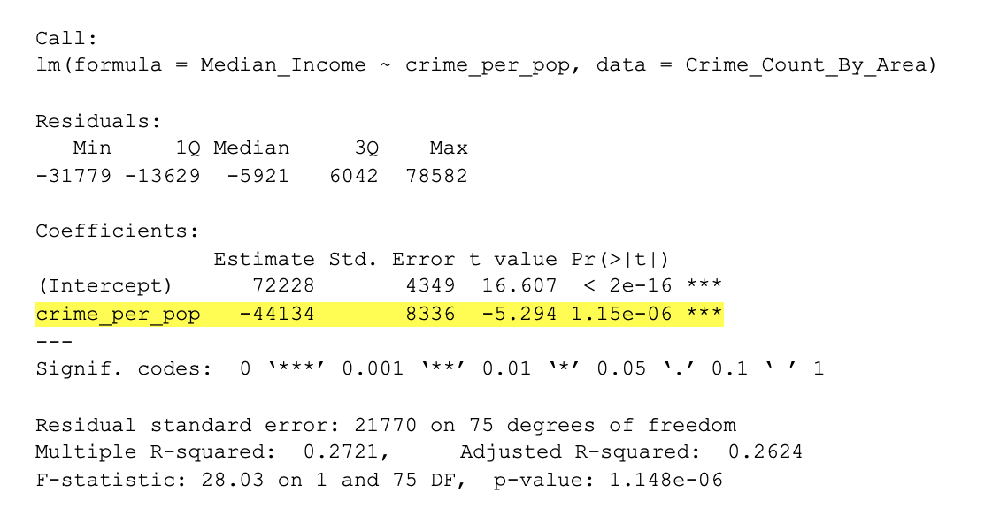 Call:
lm(formula = Median_Income ~ crime_per_pop, data = Crime_Count_By_Area)
Residuals:
Min 1Q Median 3Q Max
-31779 -13629 -5921 6042 78582
Coefficients:
Estimate Std. Error t value Pr(>|t|)
(Intercept) 72228 4349 16.607 < 2e-16 ***
crime_per_pop -44134 8336 -5.294 1.15e-06 ***
---
Signif. codes: 0 ‘***’ 0.001 ‘**’ 0.01 ‘*’ 0.05 ‘.’ 0.1 ‘ ’ 1
Residual standard error: 21770 on 75 degrees of freedom
Multiple R-squared: 0.2721, Adjusted R-squared: 0.2624
F-statistic: 28.03 on 1 and 75 DF, p-value: 1.148e-06